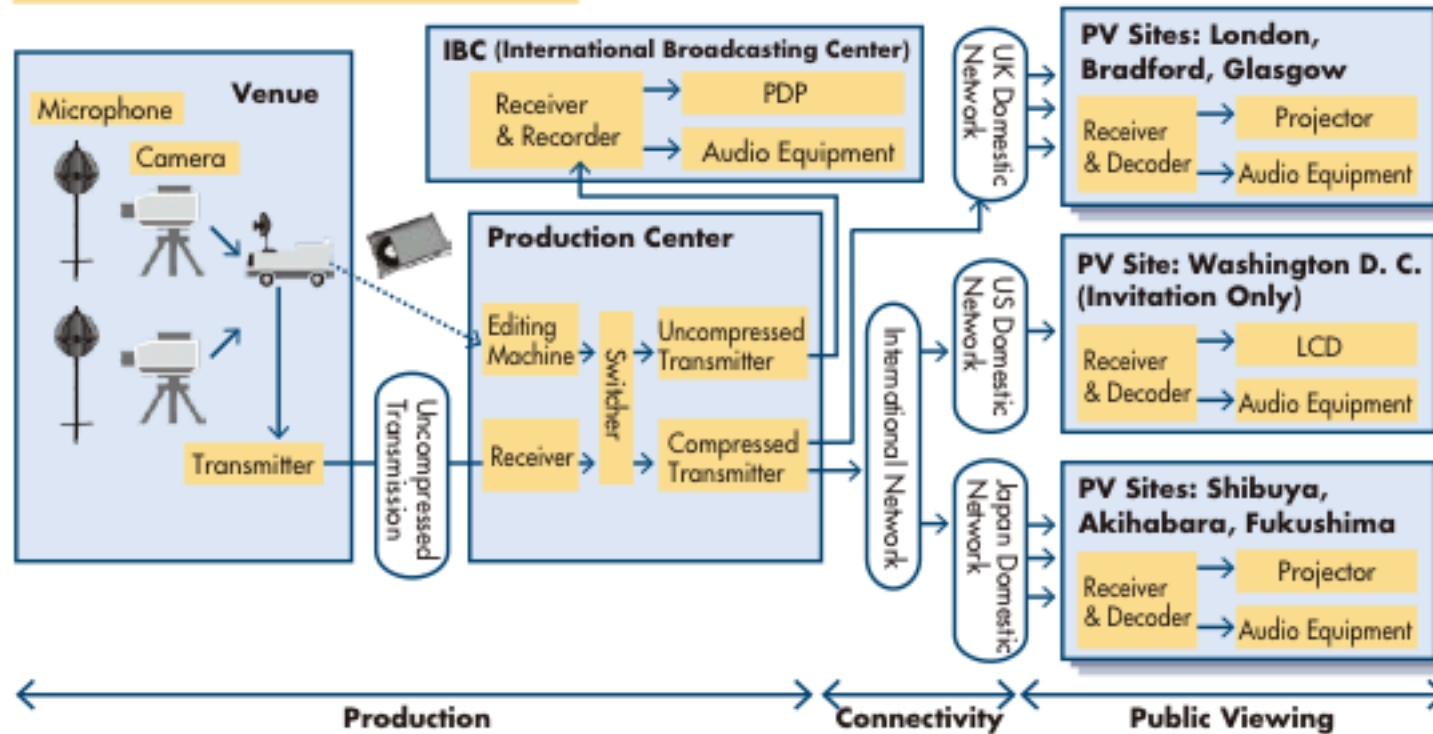 Venue
Microphone
Camera
Transmitter
Uncompressed
Transmission
IBC (International Broadcasting Center)
Receiver
& Recorder
PDP
Audio Equipment
Production Center
Editing
Machine
Switcher
Uncompressed
Transmitter
Receiver
Compressed
Transmitter
International Network
UK Domestic
Network
US Domestic
Network
Japan Domestic
Network
PV Sites: London,
Bradford, Glasgow
Receiver
& Decoder
Projector
Audio Equipment
PV Site: Washington D. C.
(Invitation Only)
Receiver
& Decoder
LCD
Audio Equipment
PV Sites: Shibuya,
Akihabara, Fukushima
Receiver
& Decoder
Projector
Audio Equipment
Production
Connectivity
Public Viewing